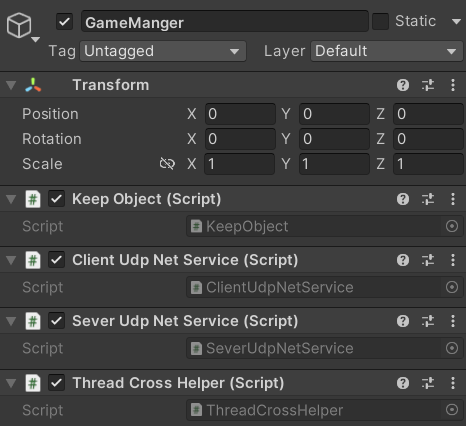 GameManger Static
Tag Untagged Layer Default
Transform
Position X 0 Y 0 Z 0
Rotation X 0 Y 0 Z 0
Scale X 1 Y 1 Z 1
Keep Object (Script)
Script KeepObject
Client Udp Net Service (Script)
Script ClientUdpNetService
Sever Udp Net Service (Script)
Script SeverUdpNetService
Thread Cross Helper (Script)
Script ThreadCrossHelper